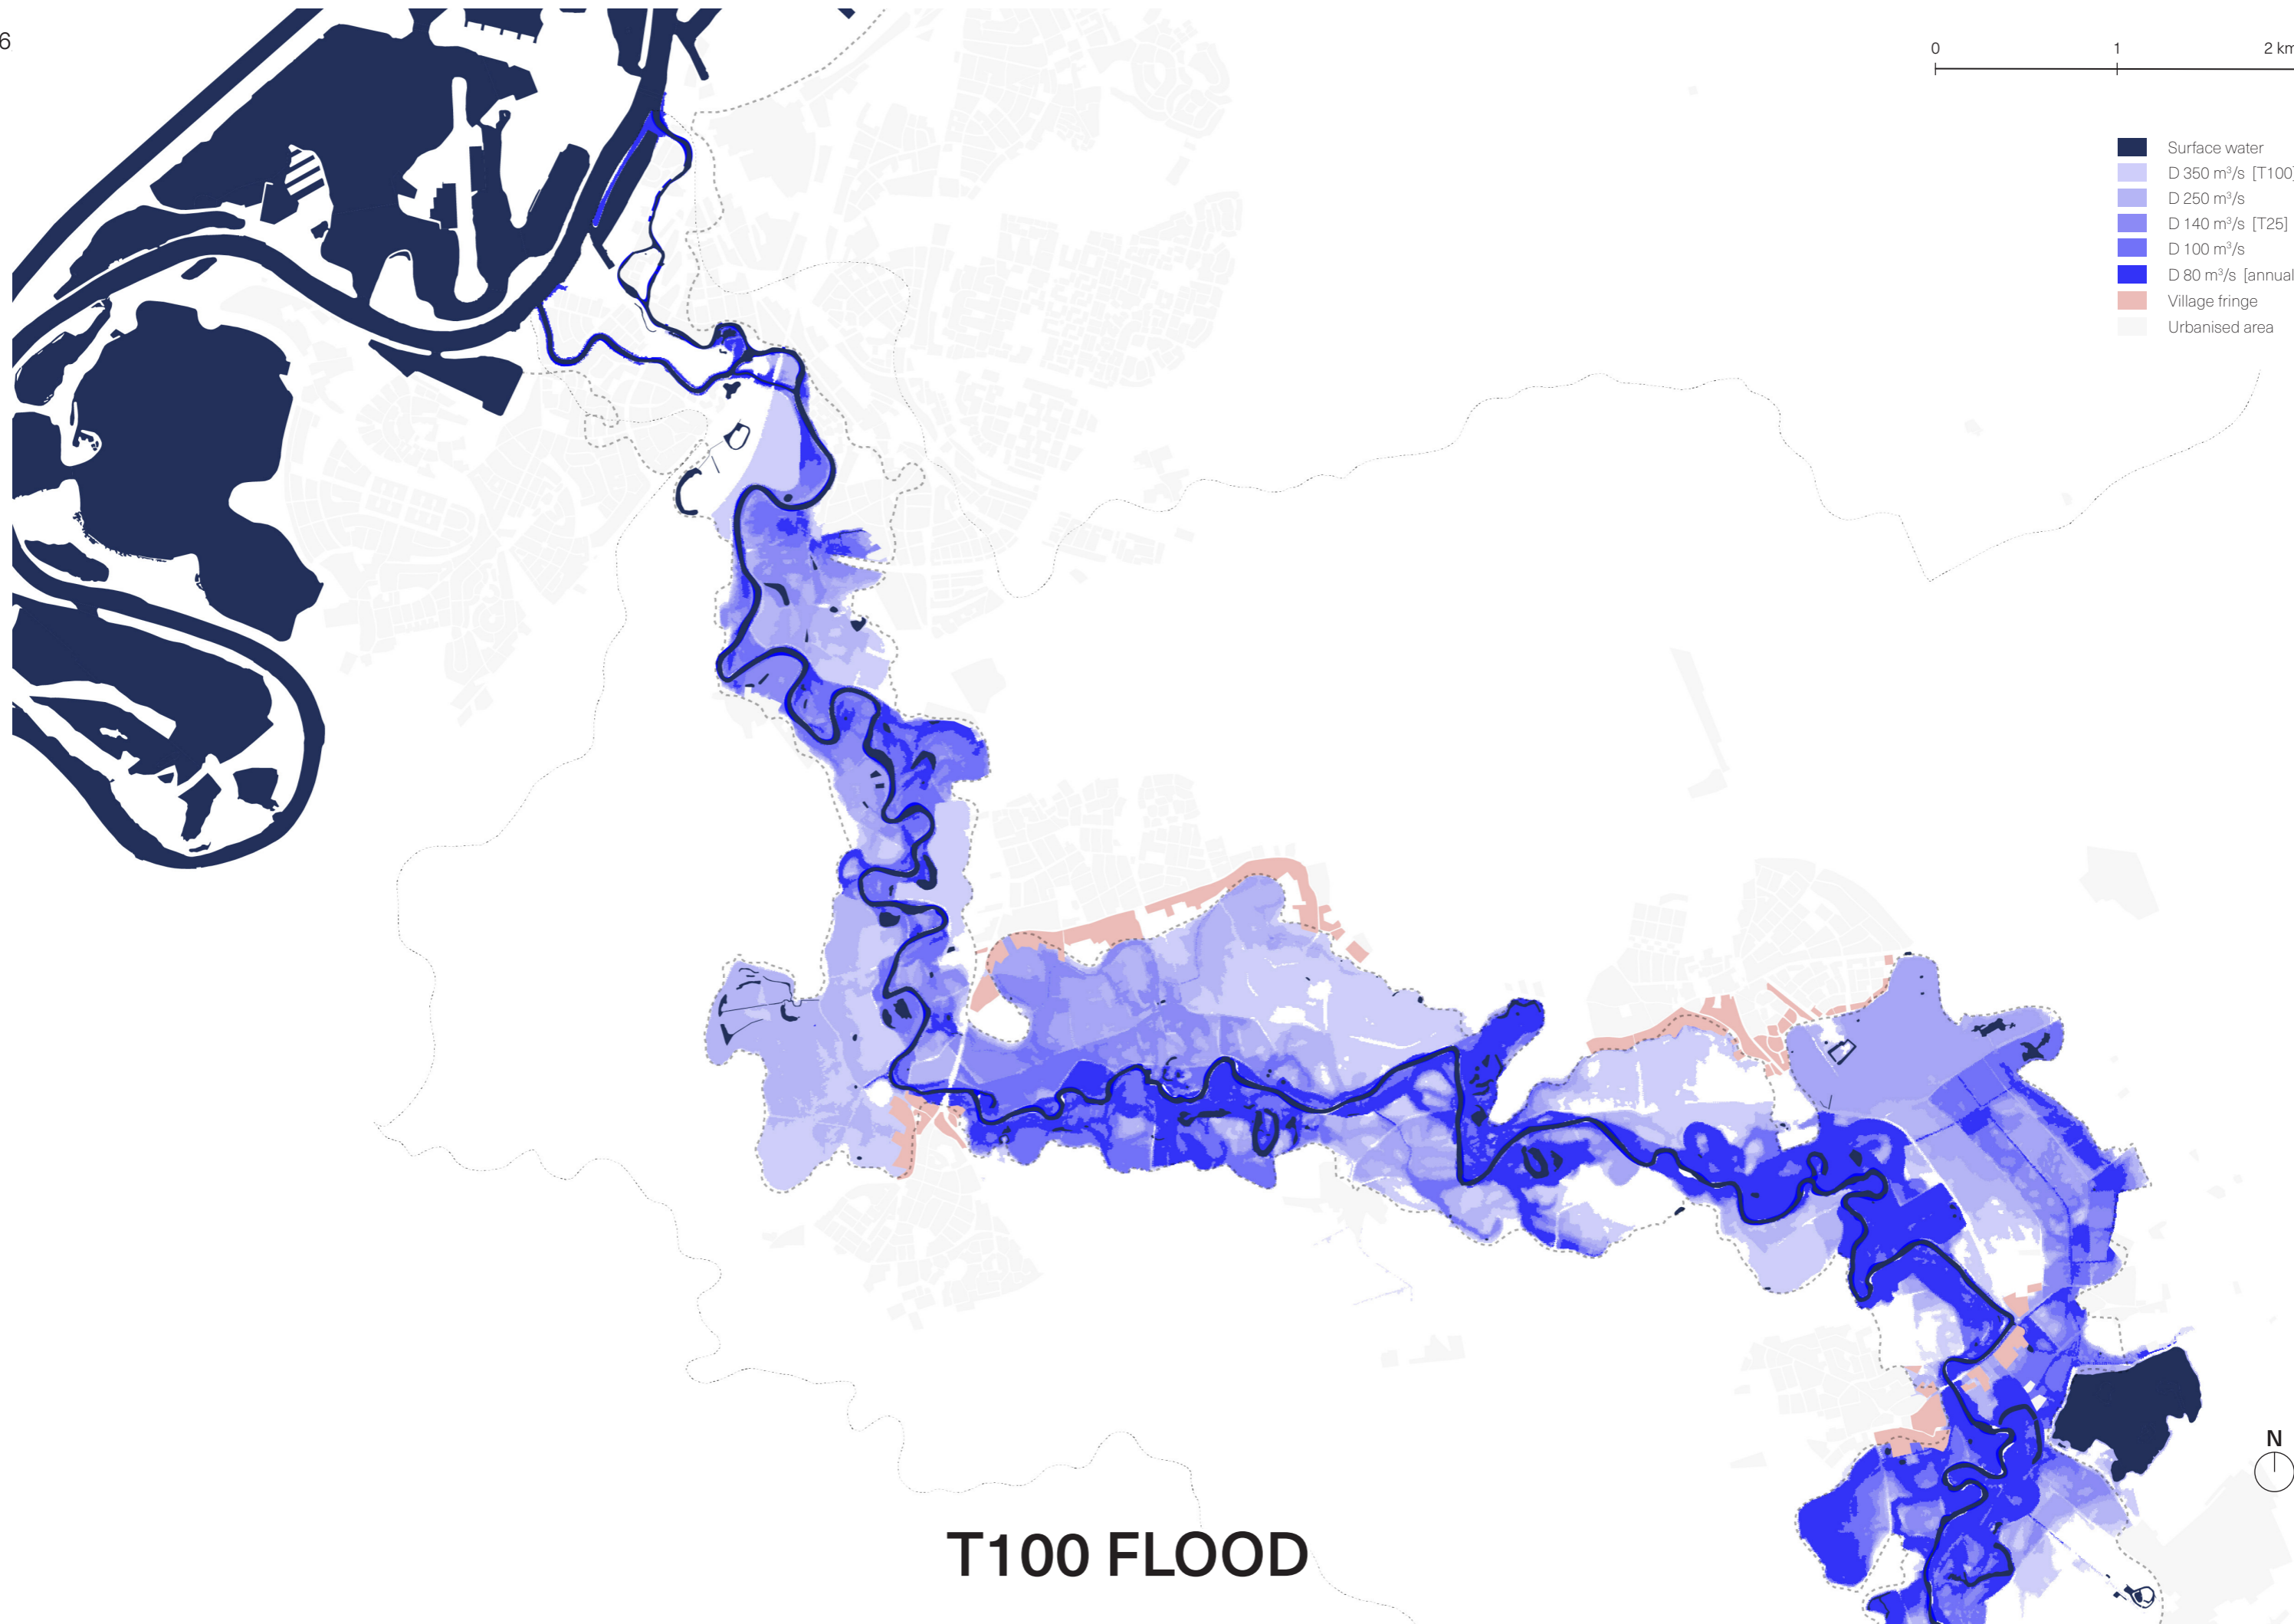 6
0 1 2 km
Surface water
D 350 m³/s [T100]
D 250 m³/s
D 140 m³/s [T25]
D 100 m³/s
D 80 m³/s [annual
Village fringe
Urbanised area
N
T100 FLOOD